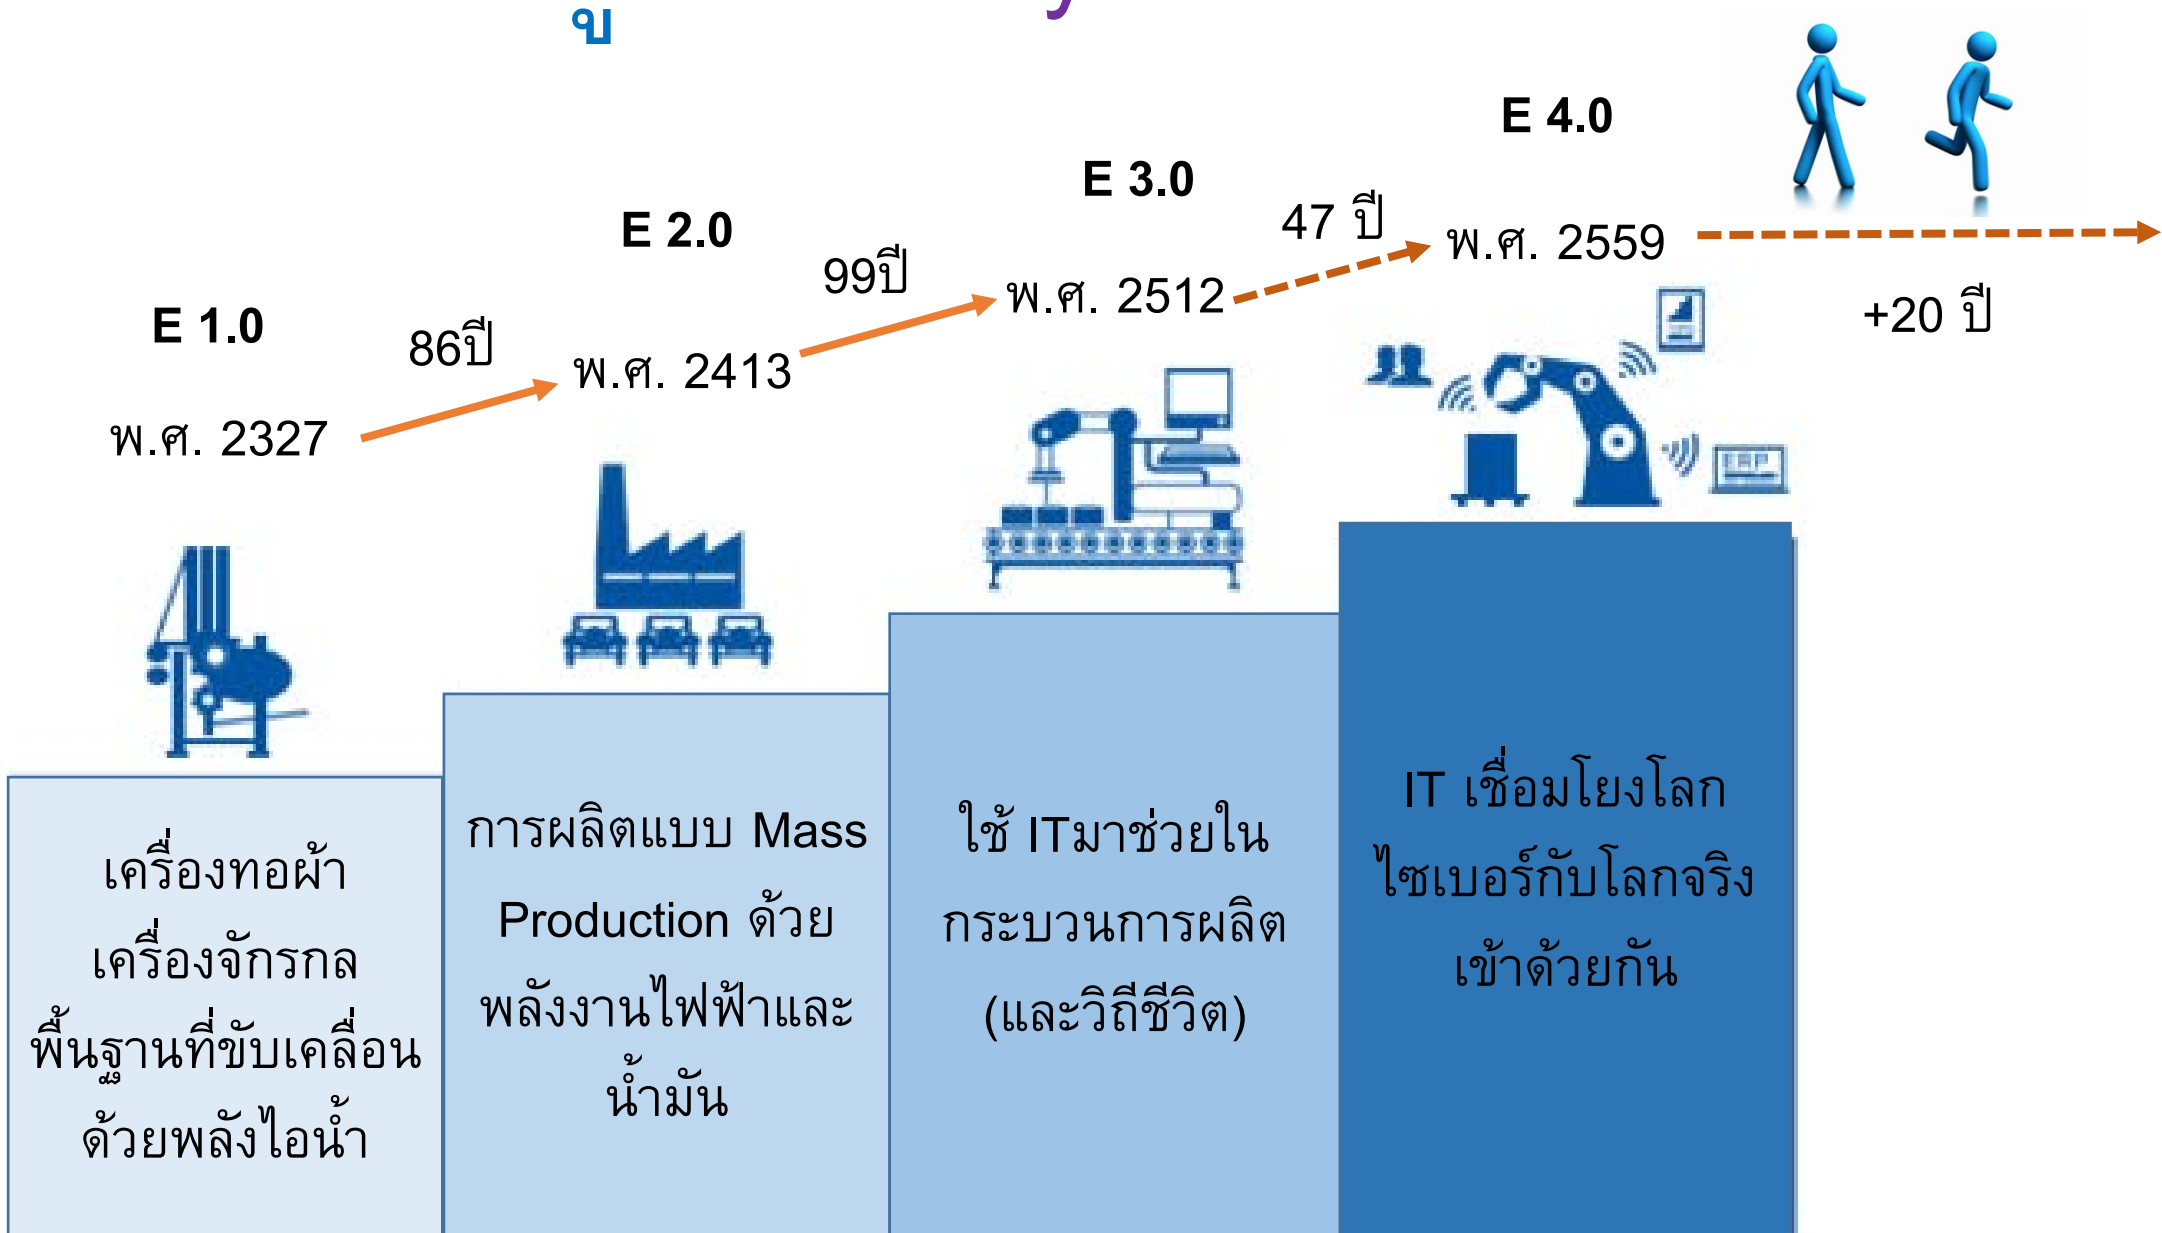 E 1.0
พ.ศ. 2327
86ปี
E 2.0
พ.ศ. 2413
99ปี
E 3.0
พ.ศ. 2512
47 ปี
E 4.0
พ.ศ. 2559
+20 ปี
ERP
เครื่องทอผ้า
เครื่องจักรกล
พื้นฐานที่ขับเคลื่อน
ด้วยพลังไอน้ำ
การผลิตแบบ Mass
Production ด้วย
พลังงานไฟฟ้าและ
น้ำมัน
ใช้ ITมาช่วยใน
กระบวนการผลิต
(และวิถีชีวิต)
IT เชื่อมโยงโลก
ไซเบอร์กับโลกจริง
เข้าด้วยกัน